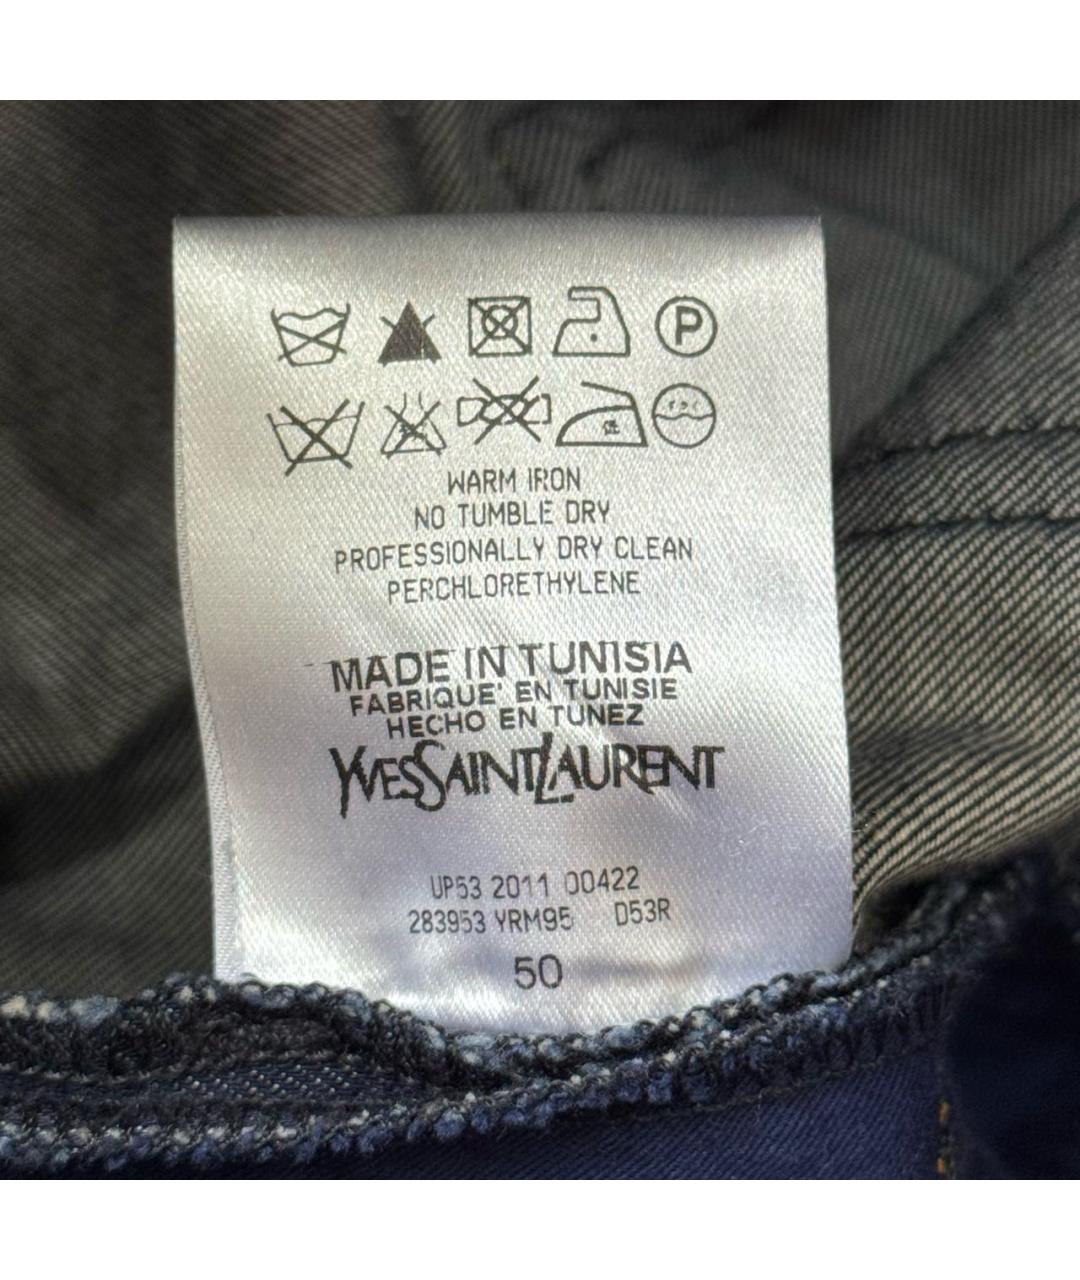 P
WARM IRON
NO TUMBLE DRY
PROFESSIONALLY DRY CLEAN
PERCHLORETHYLENE
MADE IN TUNISIA
FABRIQUE' EN TUNISIE
HECHO EN TUNEZ
YVESSAINTLAURENT
UP53 2011 00422
283953 YRM95 D53R
50